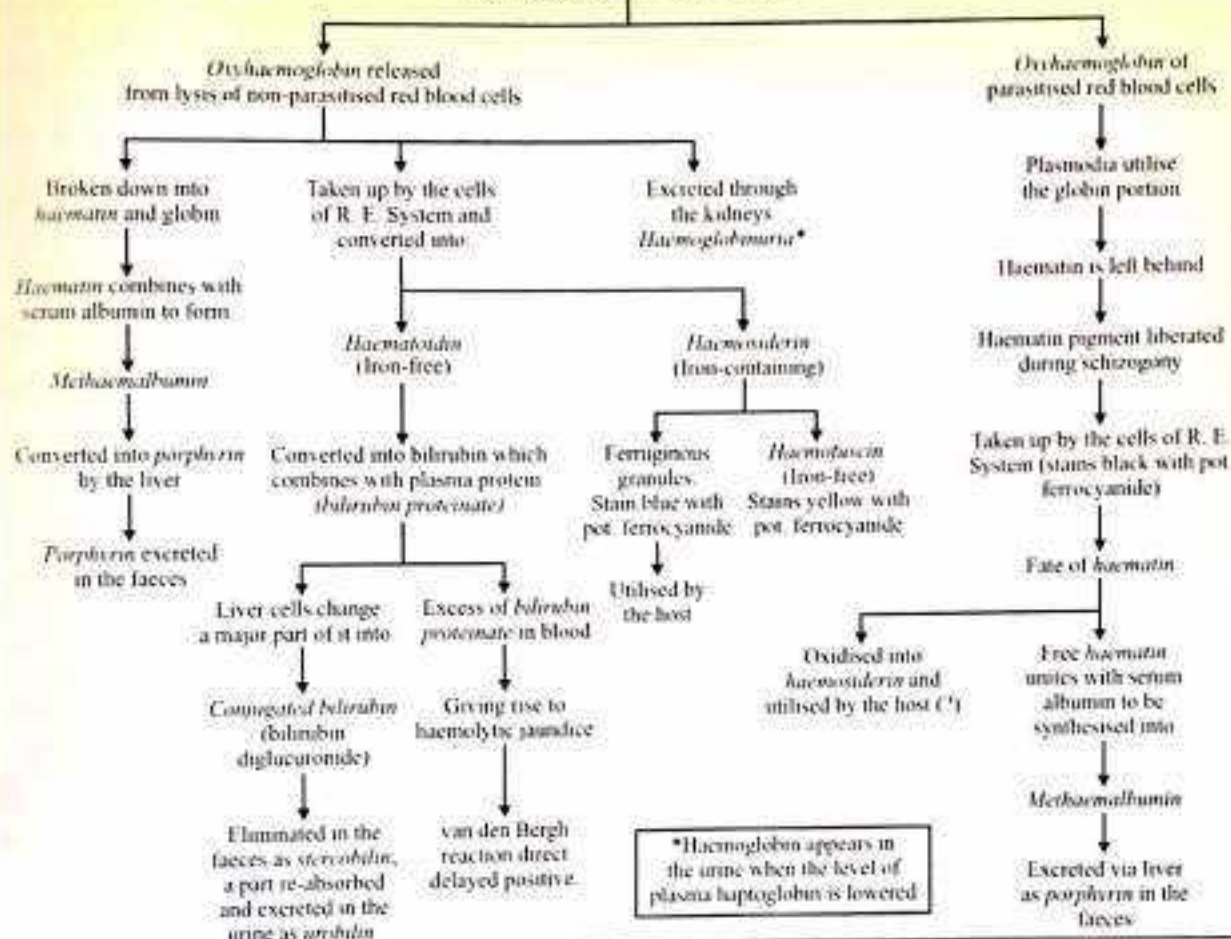 Oxyhaemoglobin released
from lysis of non-parasitised red blood cells
Oxyhaemoglobin of
parasitised red blood cells
Broken down into
haematin and globin
Taken up by the cells
of R. E. System and
converted into
Excreted through
the kidneys
Haemoglobinuria*
Plasmodia utilise
the globin portion
Haematin combines with
serum albumin to form
Haematin is left behind
Haematoidin
(Iron-free)
Haemosiderin
(Iron-containing)
Haematin pigment liberated
during schizogony
Methaemalbumin
Converted into porphyrin
by the liver
Converted into bilirubin which
combines with plasma protein
(bilirubin proteinate)
Ferruginous
granules.
Stain blue with
pot. ferrocyanide
Haemofuscin
(Iron-free)
Stains yellow with
pot. ferrocyanide
Taken up by the cells of R. E.
System (stains black with pot
ferrocyanide)
Porphyrin excreted
in the faeces
Fate of haematin
Liver cells change
a major part of it into
Excess of bilirubin
proteinate in blood
Utilised by
the host
Oxidised into
haemosiderin and
utilised by the host (?)
Free haematin
unites with serum
albumin to be
synthesised into
Conjugated bilirubin
(bilirubin
diglucuronide)
Giving rise to
haemolytic jaundice
Methaemalbumin
Eliminated in the
faeces as stercobilin,
a part re-absorbed
and excreted in the
urine as urobilin
van den Bergh
reaction direct
delayed positive.
*Haemoglobin appears in
the urine when the level of
plasma haptoglobin is lowered
Excreted via liver
as porphyrin in the
faeces